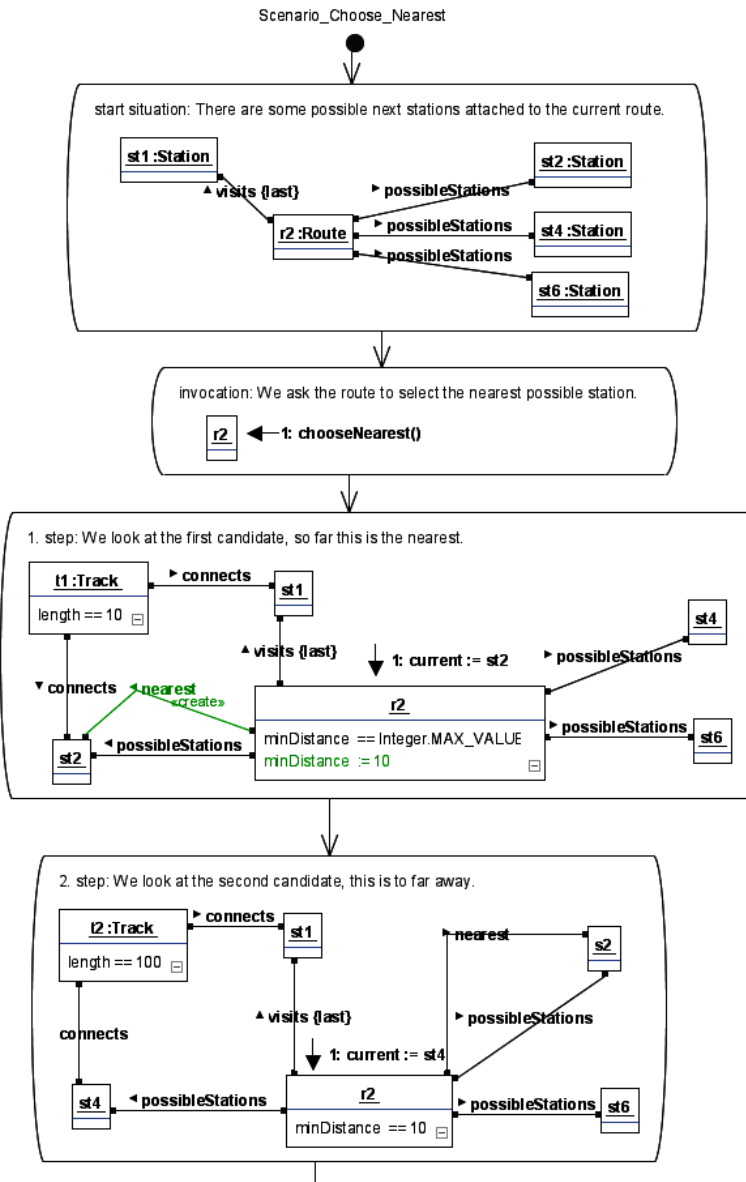 Scenario_Choose_Nearest
start situation: There are some possible next stations attached to the current route.
st1 :Station
st2 :Station
visits {last}
possibleStations
possibleStations
st4 :Station
r2 :Route
possibleStations
st6 :Station
invocation: We ask the route to select the nearest possible station.
r2
1: chooseNearest()
1. step: We look at the first candidate, so far this is the nearest.
t1 :Track
connects
st1
length == 10
st4
visits {last}
1: current := st2
possibleStations
connects
nearest
«create»
r2
possibleStations
possibleStations
minDistance == Integer.MAX_VALUE
st2
st6
minDistance := 10
2. step: We look at the second candidate, this is to far away.
t2 :Track
connects
st1
nearest
s2
length == 100
visits {last}
possibleStations
connects
1: current := st4
st4
possibleStations
r2
possibleStations
st6
minDistance == 10